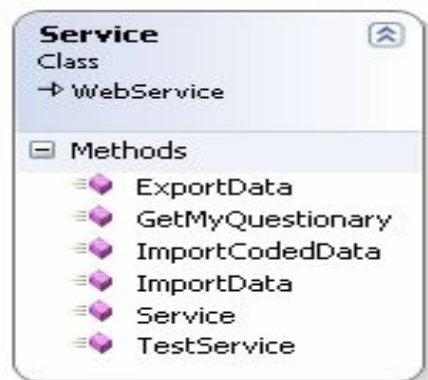 Service
Class
WebService
Methods
ExportData
GetMyQuestionary
ImportCodedData
ImportData
Service
TestService